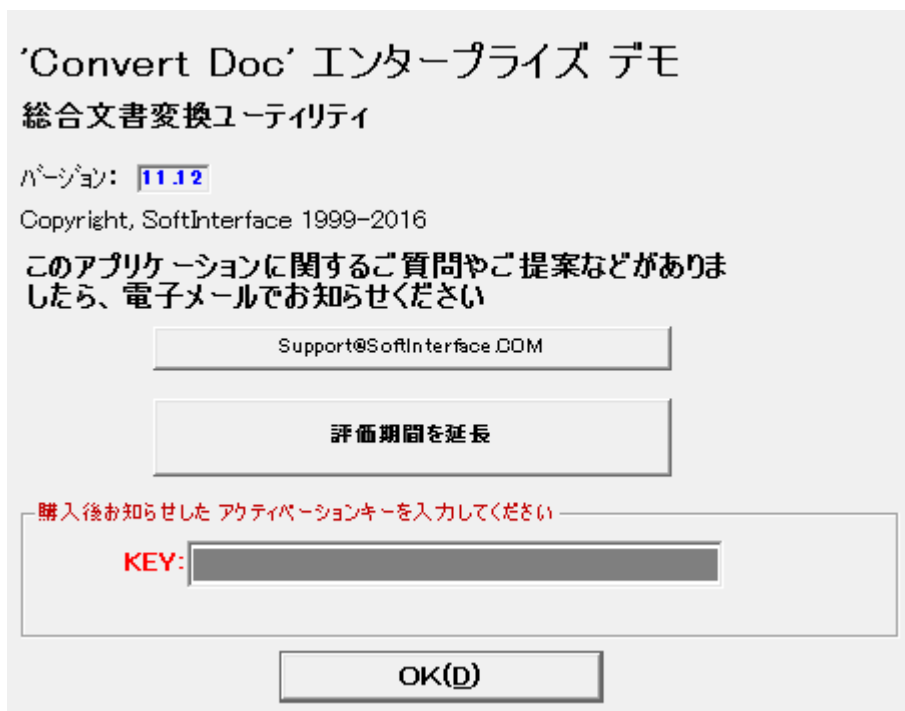 'Convert Doc' エンタープライズ デモ
総合文書変換ユーティリティ
バージョン: 11.12
Copyright, SoftInterface 1999-2016
このアプリケーションに関するご質問やご提案などがありま
したら、電子メールでお知らせください
Support@SoftInterface.COM
評価期間を延長
購入後お知らせした アクティベーションキーを入力してください
KEY:
OK(D)